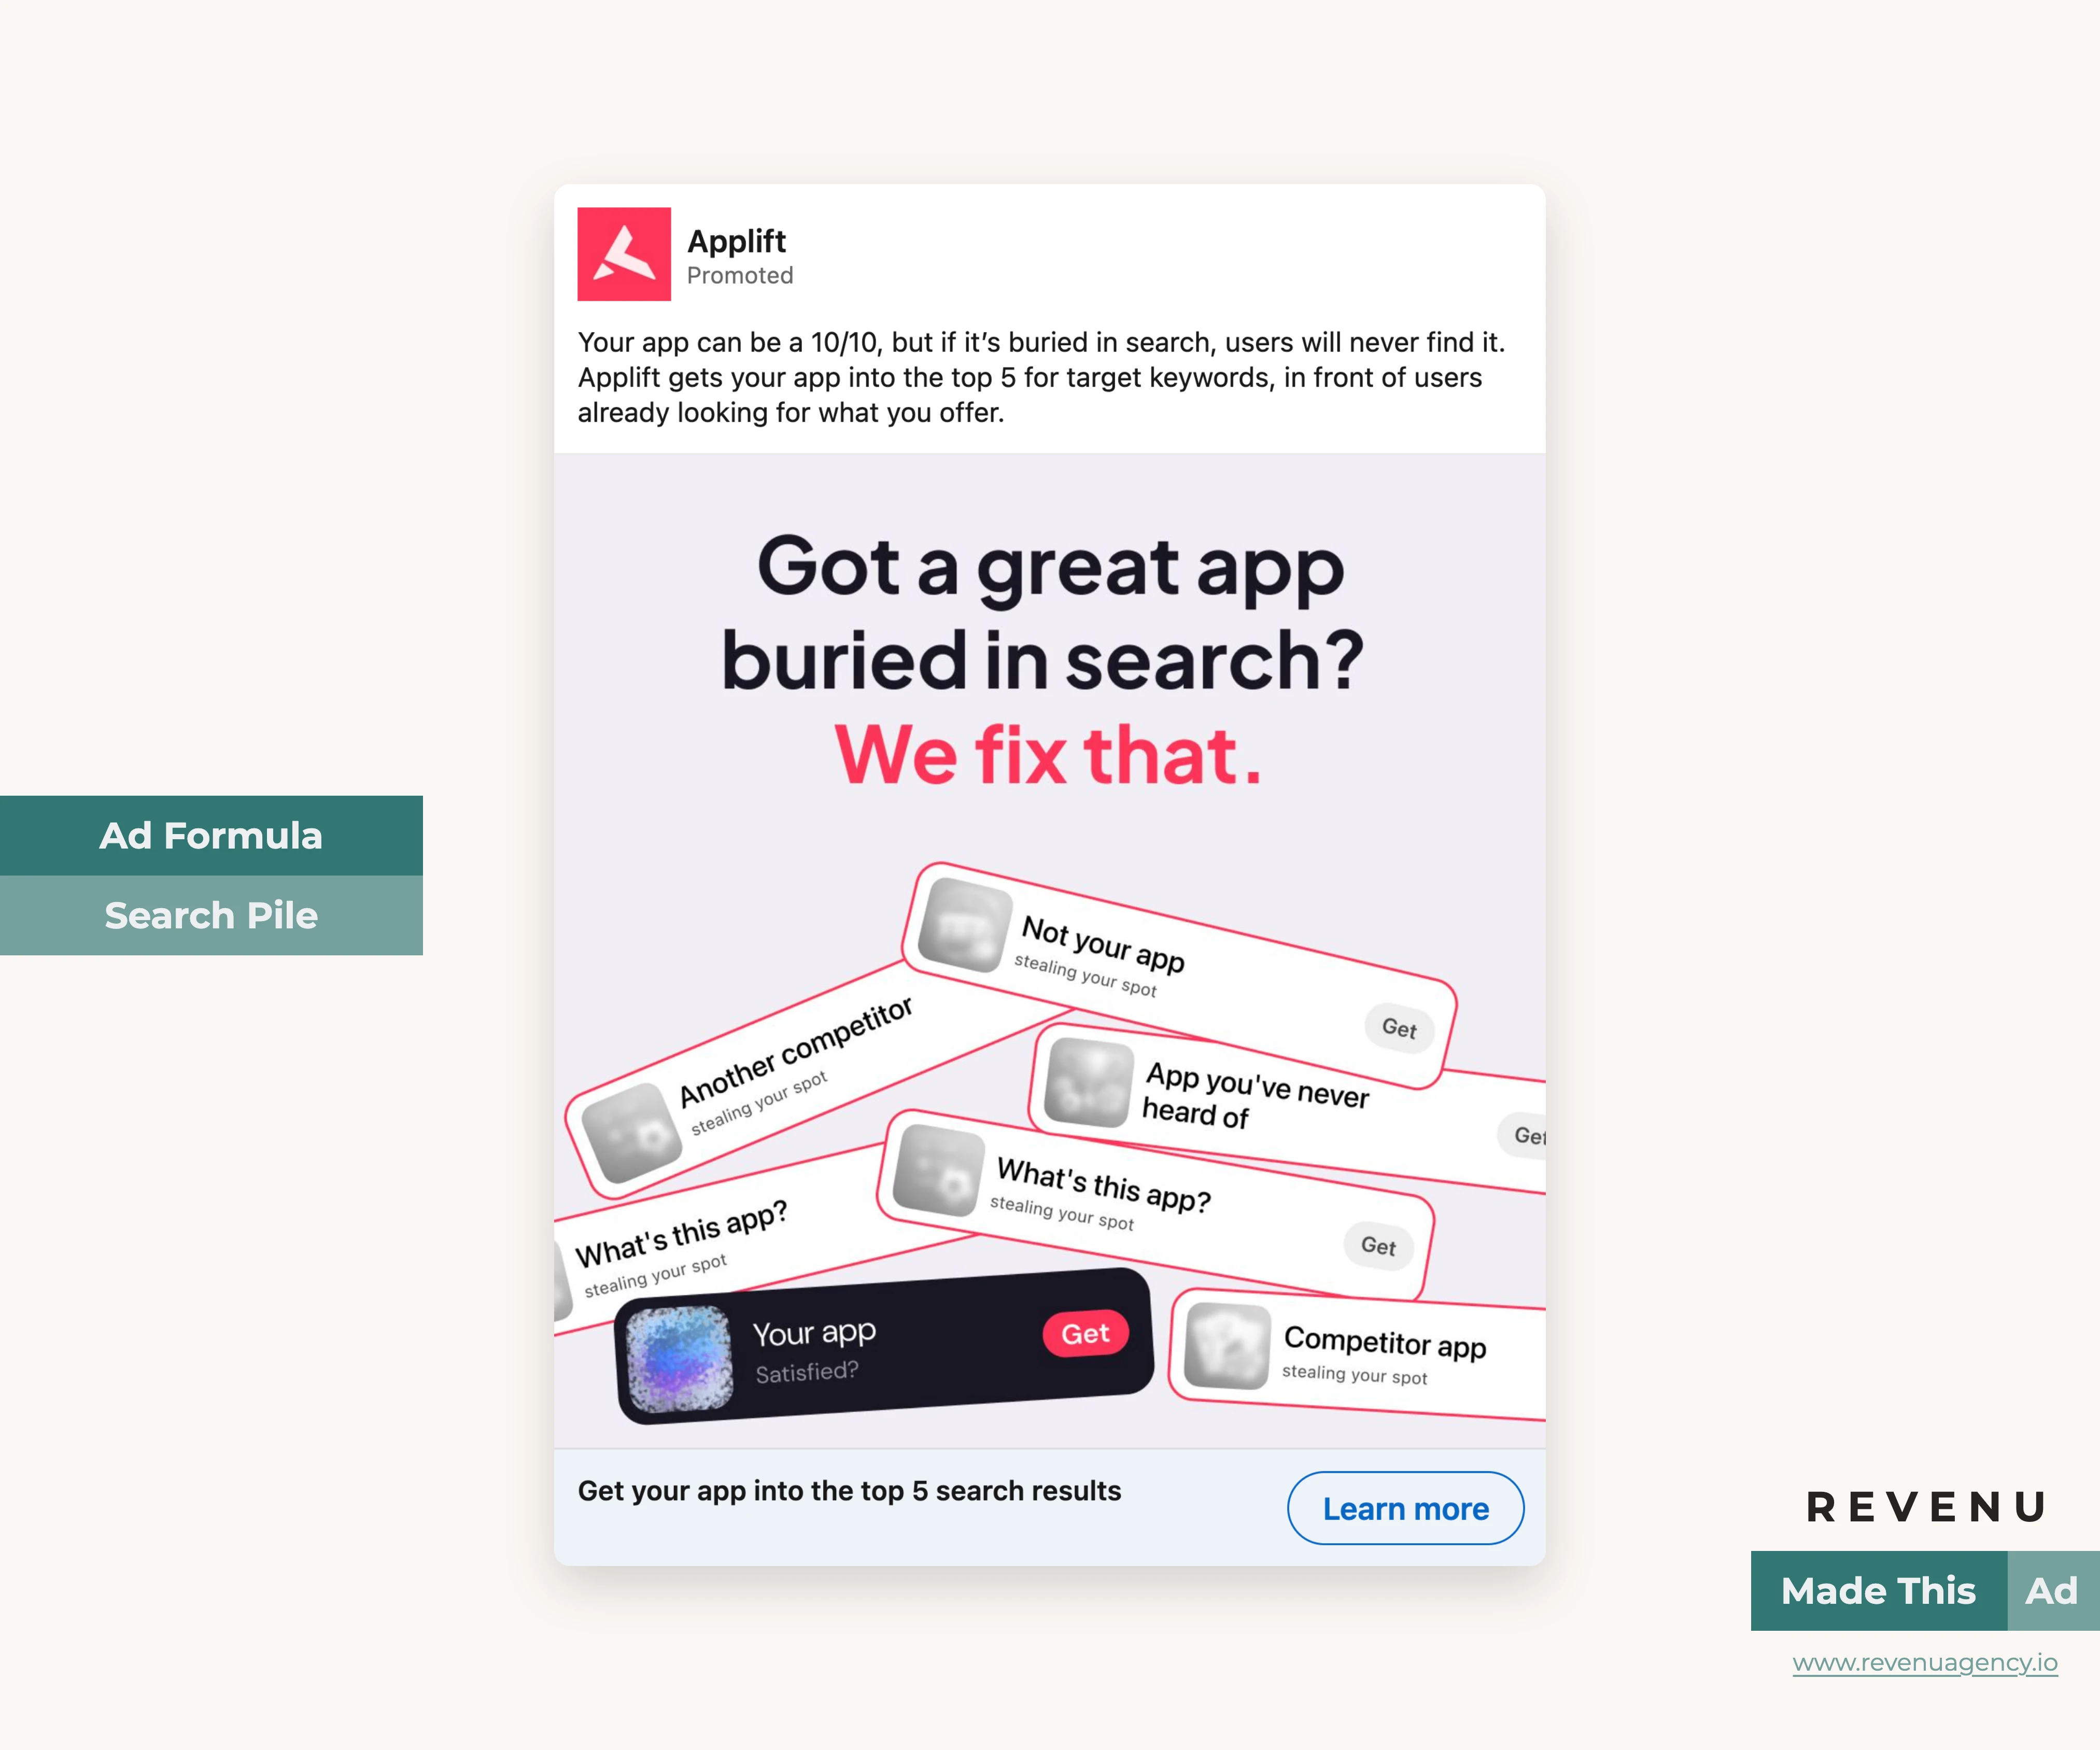 Applift
Promoted
Your app can be a 10/10, but if it's buried in search, users will never find it.
Applift gets your app into the top 5 for target keywords, in front of users
already looking for what you offer.
Got a great app
buried in search?
We fix that.
Ad Formula
Search Pile
Not your app
stealing your spot
Get
Another competitor
stealing your spot
App you've never
heard of
Get
What's this app?
stealing your spot
Get
What's this app?
stealing your spot
Your app
Satisfied?
Get
Competitor app
stealing your spot
Get your app into the top 5 search results
Learn more
REVENU
Made This Ad
www.revenuagency.io